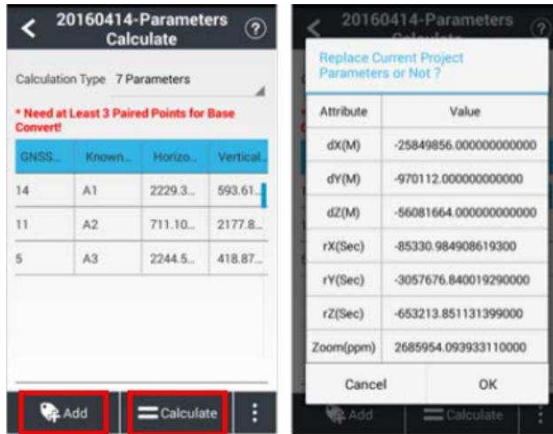 20160414-Parameters
Calculate
?
Calculation Type 7 Parameters
* Need at Least 3 Paired Points for Base
Convert!
GNSS... Known... Horizo... Vertical...
14 A1 2229.3... 593.61...
11 A2 711.10... 2177.8...
5 A3 2244.5... 418.87...
Add Calculate
20160414-Parameters
Calculate
?
Replace Current Project
Parameters or Not ?
Attribute Value
dX(M) -25849856.000000000000
dY(M) -970112.000000000000
dZ(M) -56081664.000000000000
rX(Sec) -85330.984908619300
rY(Sec) -3057676.840019290000
rZ(Sec) -653213.851131399000
Zoom(ppm) 2685954.093933110000
Cancel OK
Add Calculate